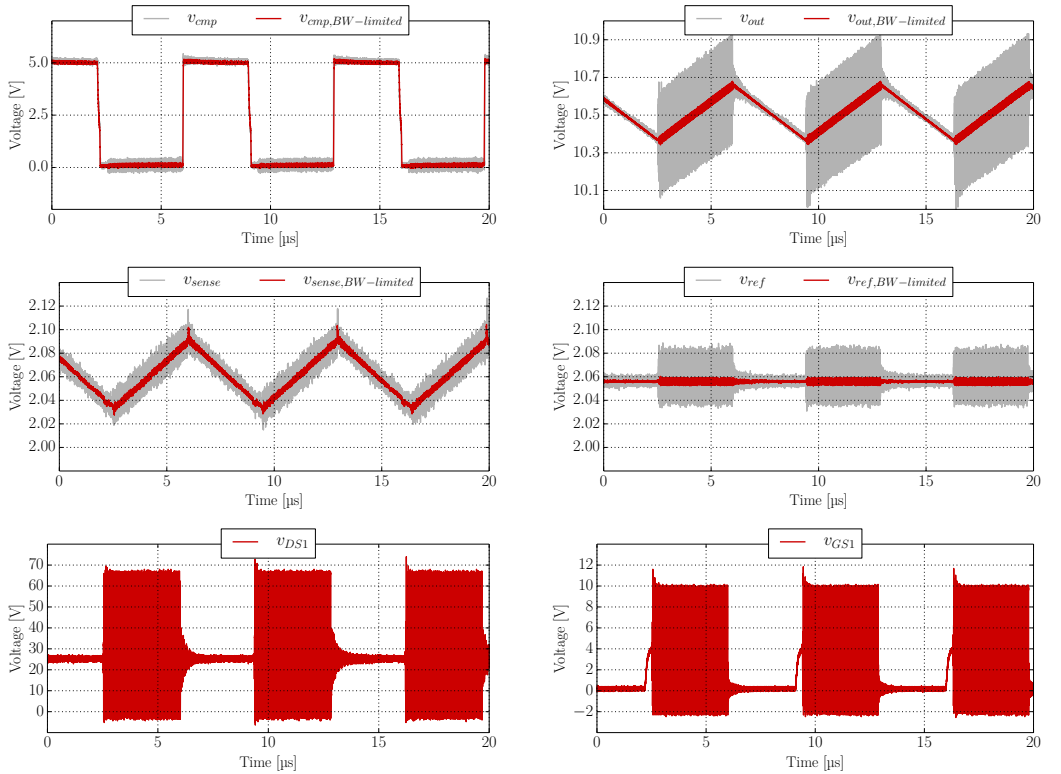 v_cmp v_cmp,BW−limited
5.0
2.5
0.0
Voltage [V]
0 5 10 15 20
Time [µs]
v_out v_out,BW−limited
10.9
10.7
10.5
10.3
10.1
Voltage [V]
0 5 10 15 20
Time [µs]
v_sense v_sense,BW−limited
2.12
2.10
2.08
2.06
2.04
2.02
2.00
Voltage [V]
0 5 10 15 20
Time [µs]
v_ref v_ref,BW−limited
2.12
2.10
2.08
2.06
2.04
2.02
2.00
Voltage [V]
0 5 10 15 20
Time [µs]
v_DS1
70
60
50
40
30
20
10
0
Voltage [V]
0 5 10 15 20
Time [µs]
v_GS1
12
10
8
6
4
2
0
−2
Voltage [V]
0 5 10 15 20
Time [µs]